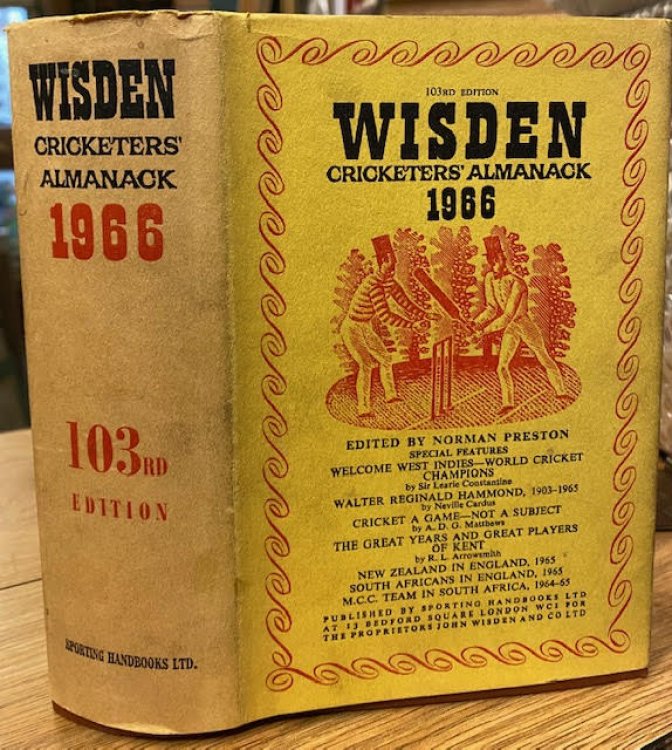 WISDEN
CRICKETERS'
ALMANACK
1966
103RD
EDITION
SPORTING HANDBOOKS LTD.
103RD EDITION
WISDEN
CRICKETERS' ALMANACK
1966
EDITED BY NORMAN PRESTON
SPECIAL FEATURES
WELCOME WEST INDIES—WORLD CRICKET
CHAMPIONS
by Sir Learie Constantine
WALTER REGINALD HAMMOND, 1903-1965
by Neville Cardus
CRICKET A GAME—NOT A SUBJECT
by A. D. G. Matthews
THE GREAT YEARS AND GREAT PLAYERS
OF KENT
by R. L. Arrowsmith
NEW ZEALAND IN ENGLAND, 1965
SOUTH AFRICANS IN ENGLAND, 1965
M.C.C. TEAM IN SOUTH AFRICA, 1964-65
PUBLISHED BY SPORTING HANDBOOKS LTD
AT 13 BEDFORD SQUARE LONDON WC1 FOR
THE PROPRIETORS JOHN WISDEN AND CO LTD